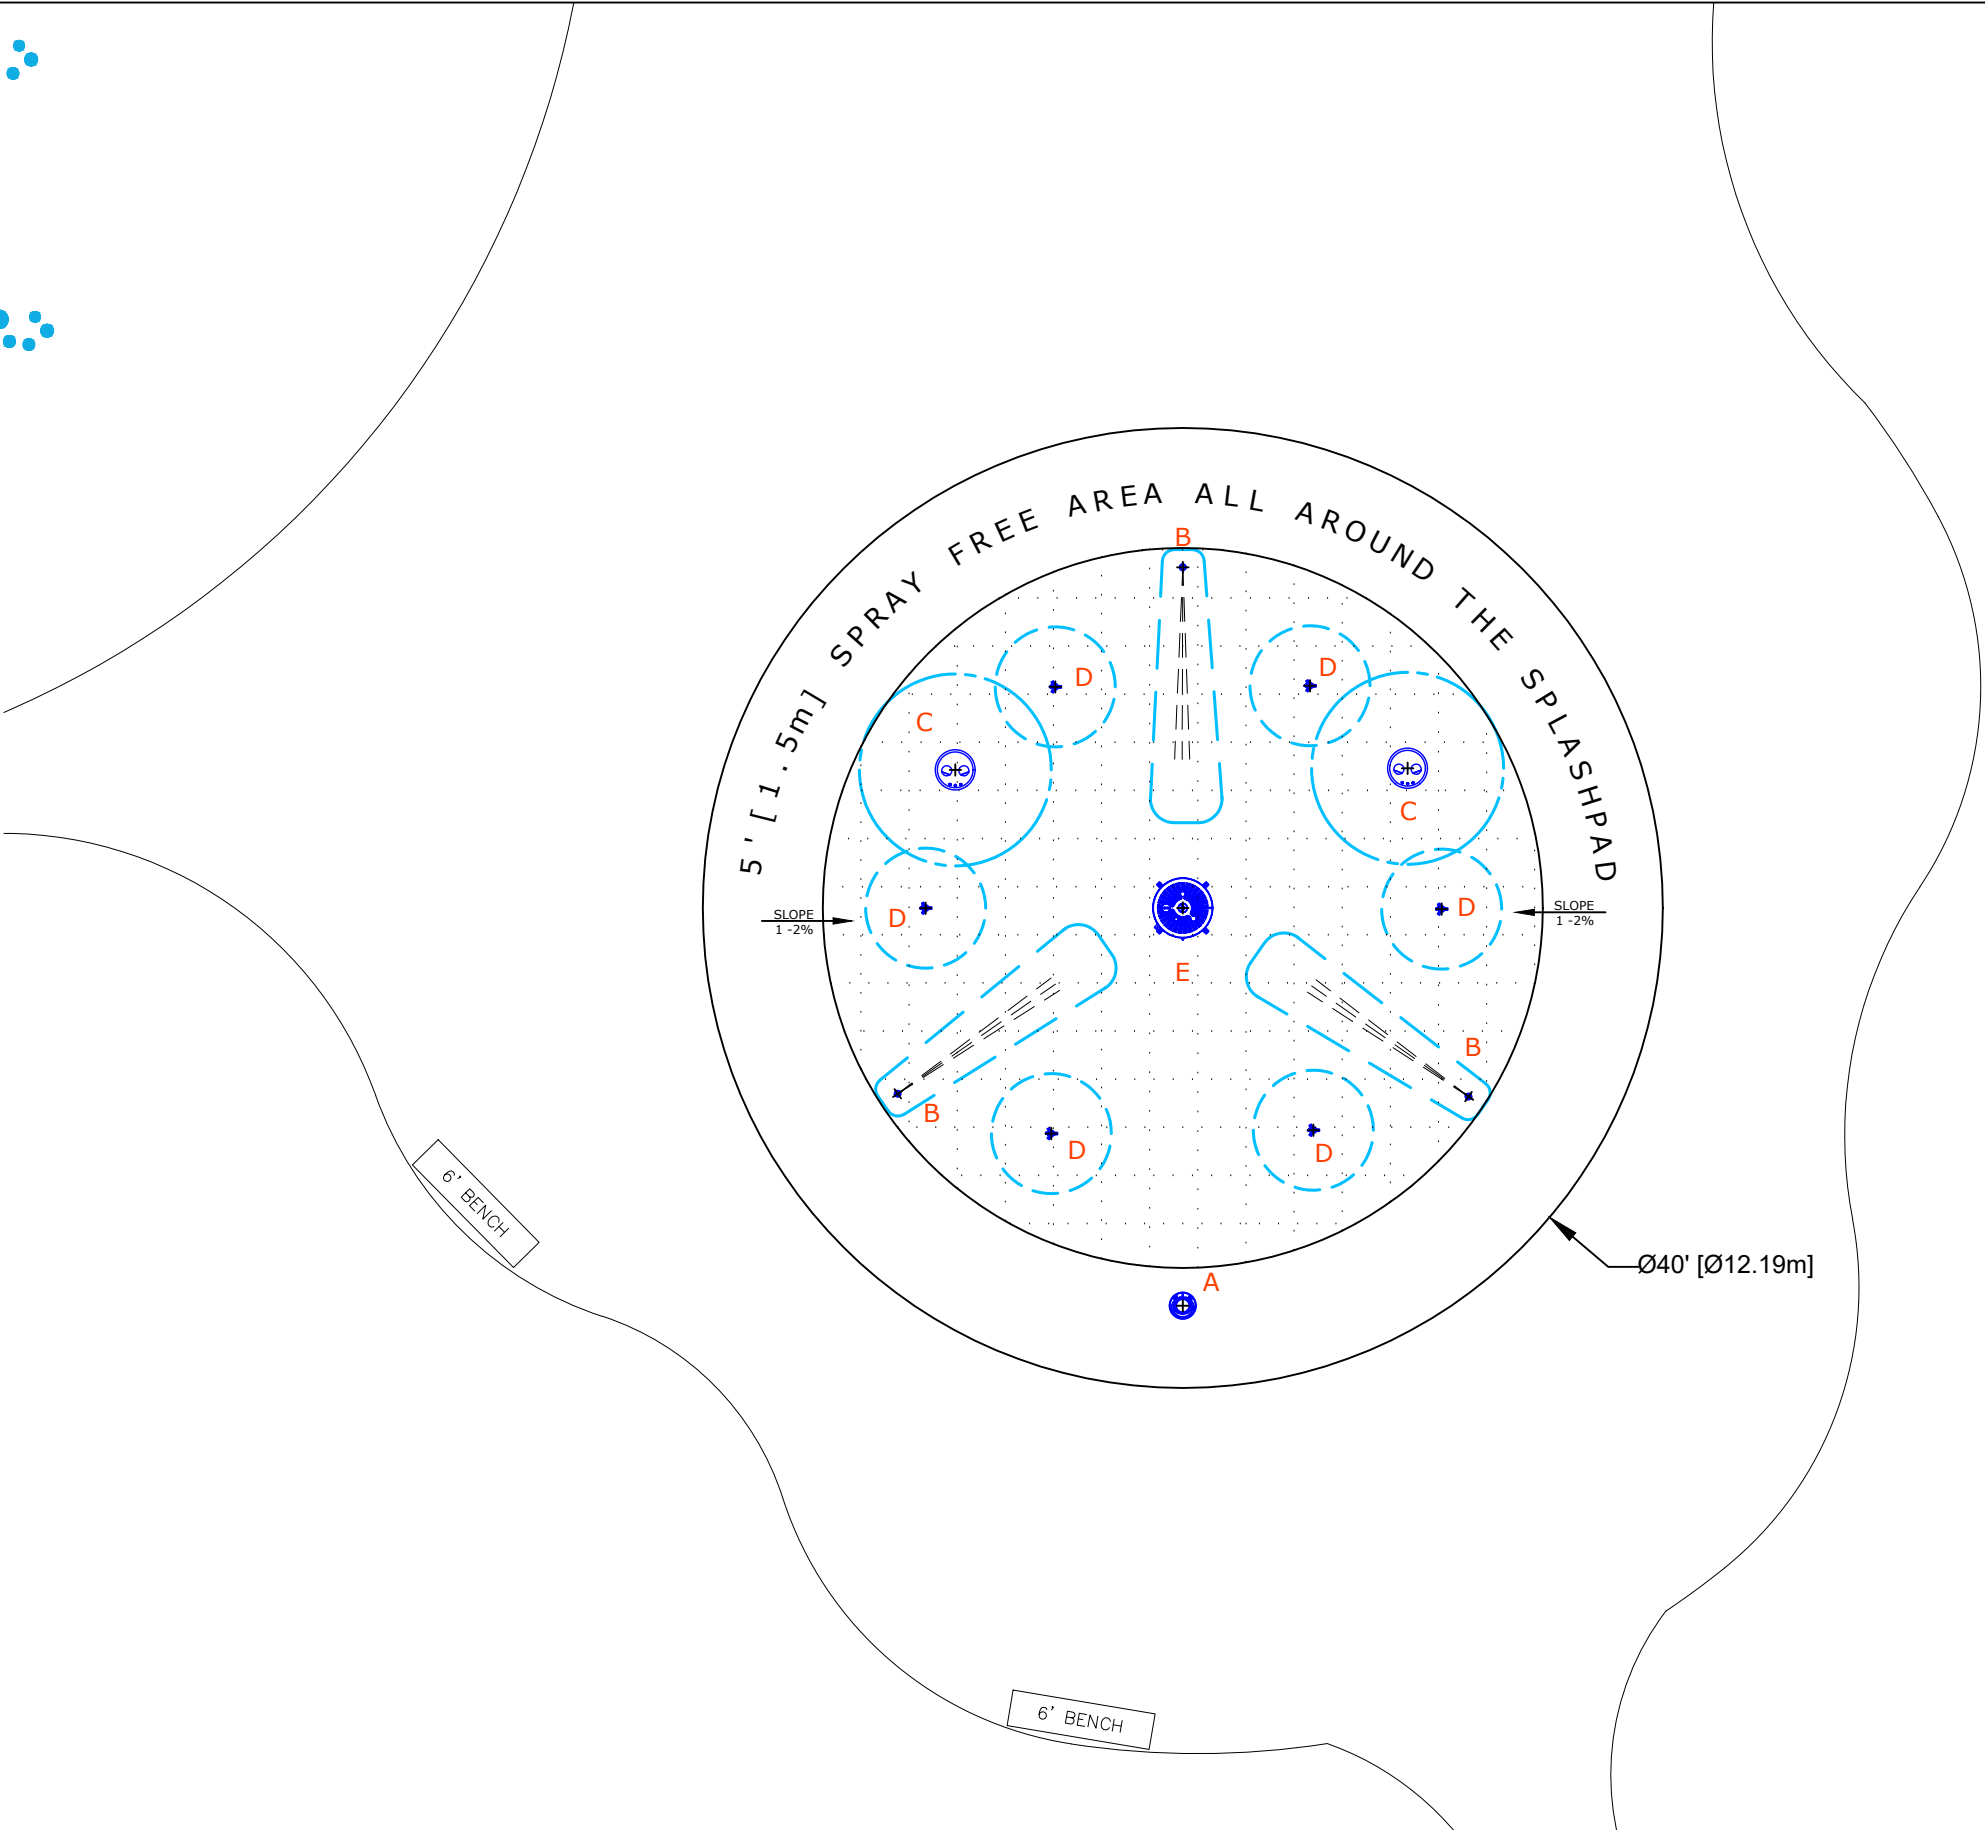 5' [1.5m] SPRAY FREE AREA ALL AROUND THE SPLASHPAD
B
D
D
C
C
SLOPE
1 -2%
D
D
SLOPE
1 -2%
E
B
B
D
D
6' BENCH
Ø40' [Ø12.19m]
A
6' BENCH